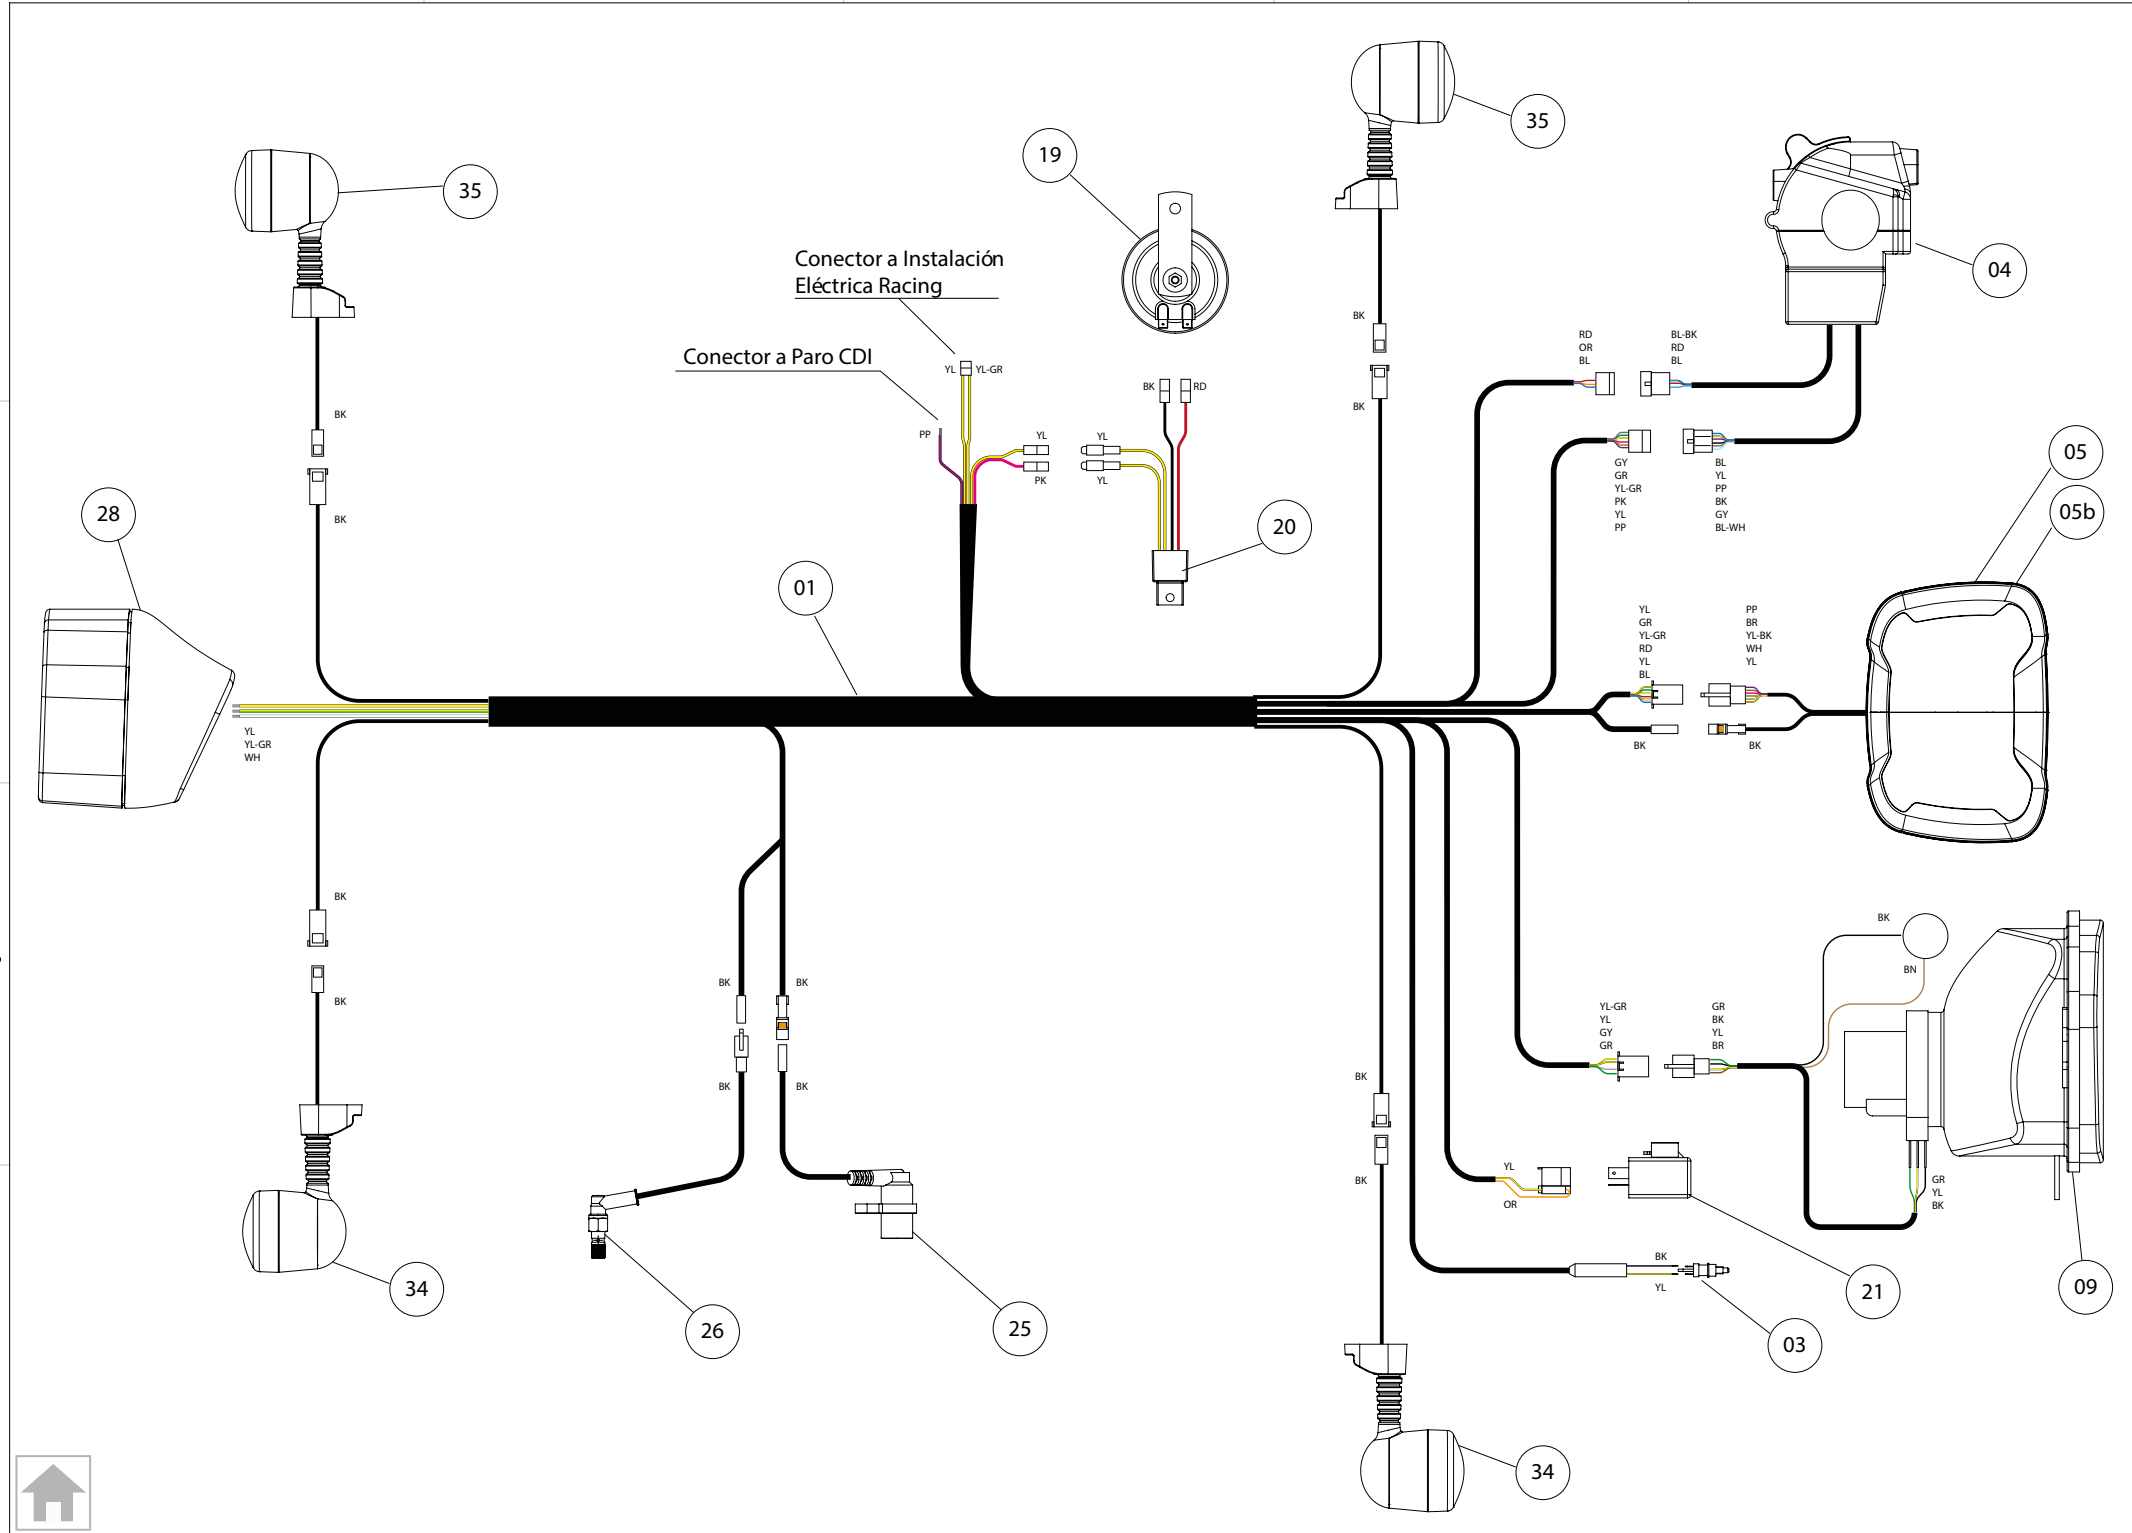 35
19
35
04
Conector a Instalación
Eléctrica Racing
Conector a Paro CDI
YL YL-GR
PP
YL
PK
YL
YL
BK RD
20
BK
BK
RD
OR
BL
BL-BK
RD
BL
GY
GR
YL-GR
PK
YL
PP
BL
YL
PP
BK
GY
BL-WH
05
05b
BK
BK
28
01
YL
GR
YL-GR
RD
YL
BL
PP
BR
YL-BK
WH
YL
BK
BK
YL
YL-GR
WH
BK
BK
BK
BK
BK
BK
BK
BN
YL-GR
YL
GY
GR
GR
BK
YL
BR
BK
BK
GR
YL
BK
YL
OR
BK
YL
34
26
25
21
09
03
34